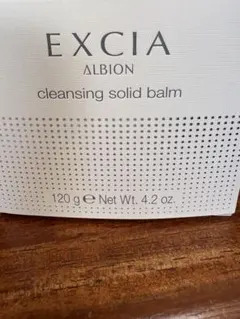 EXCIA
ALBION
cleansing solid balm
120 g ℮ Net Wt. 4.2 oz.